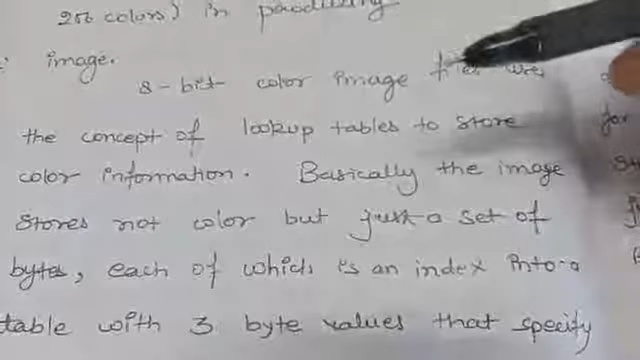 256 colors) in producing
image.
8-bit color image files uses
the concept of lookup tables to store
color information. Basically the image
stores not color but just a set of
bytes, each of which is an index into a
table with 3 byte values that specify